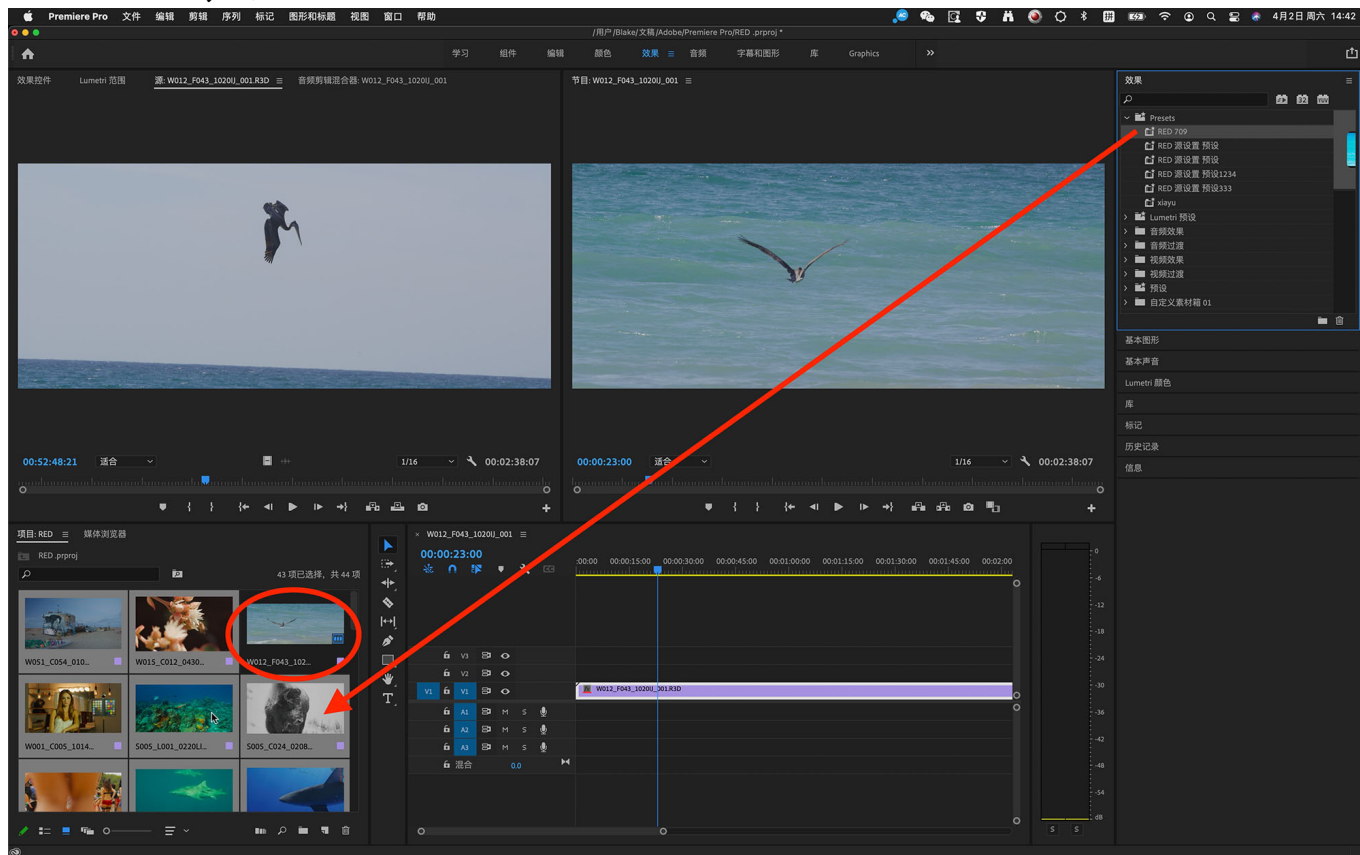 Premiere Pro 文件 编辑 剪辑 序列 标记 图形和标题 视图 窗口 帮助 拼 4月2日 周六 14:42
/用户/Blake/文稿/Adobe/Premiere Pro/RED .prproj *
学习 组件 编辑 颜色 效果 音频 字幕和图形 库 Graphics
效果控件 Lumetri 范围 源: W012_F043_1020IJ_001.R3D 音频剪辑混合器: W012_F043_1020IJ_001
节目: W012_F043_1020IJ_001
效果
32 YUV
Presets
RED 709
RED 源设置 预设
RED 源设置 预设
RED 源设置 预设1234
RED 源设置 预设333
xiayu
Lumetri 预设
音频效果
音频过渡
视频效果
视频过渡
预设
自定义素材箱 01
基本图形
基本声音
Lumetri 颜色
库
标记
历史记录
信息
00:52:48:21 适合 1/16 00:02:38:07
00:00:23:00 适合 1/16 00:02:38:07
项目: RED 媒体浏览器
RED .prproj
43 项已选择，共 44 项
W051_C054_010...
W015_C012_0430...
W012_F043_102...
W001_C005_1014...
S005_L001_0220LI...
S005_C024_0208...
× W012_F043_1020IJ_001
00:00:23:00
:00:00 00:00:15:00 00:00:30:00 00:00:45:00 00:01:00:00 00:01:15:00 00:01:30:00 00:01:45:00 00:02:00
V3
V2
V1 V1 fx W012_F043_1020IJ_001.R3D
A1 M S
A2 M S
A3 M S
混合 0.0
0
-6
-12
-18
-24
-30
-36
-42
-48
-54
dB
S S